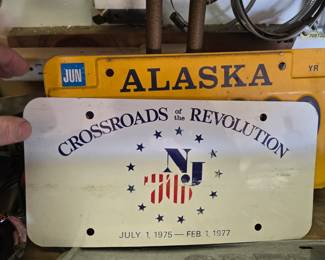 JUN
YR
ALASKA
CROSSROADS of the REVOLUTION
NJ
76
JULY 1, 1975 — FEB 1, 1977